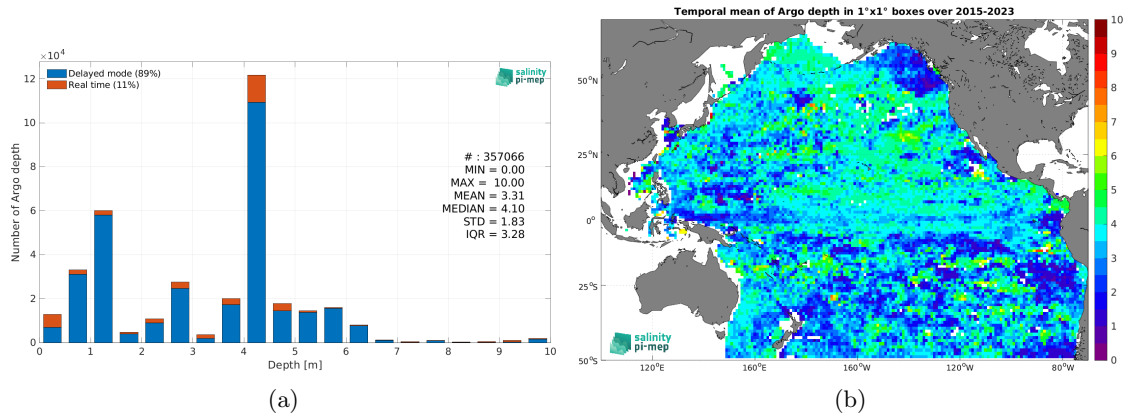 ×10⁴
12
10
8
6
4
2
0
Number of Argo depth
Delayed mode (89%)
Real time (11%)
salinity
pi-mep
# : 357066
MIN = 0.00
MAX = 10.00
MEAN = 3.31
MEDIAN = 4.10
STD = 1.83
IQR = 3.28
0 1 2 3 4 5 6 7 8 9 10
Depth [m]
(a)
Temporal mean of Argo depth in 1°x1° boxes over 2015-2023
50°N
25°N
0°
25°S
50°S
120°E 160°E 160°W 120°W 80°W
salinity
pi-mep
10
9
8
7
6
5
4
3
2
1
0
(b)